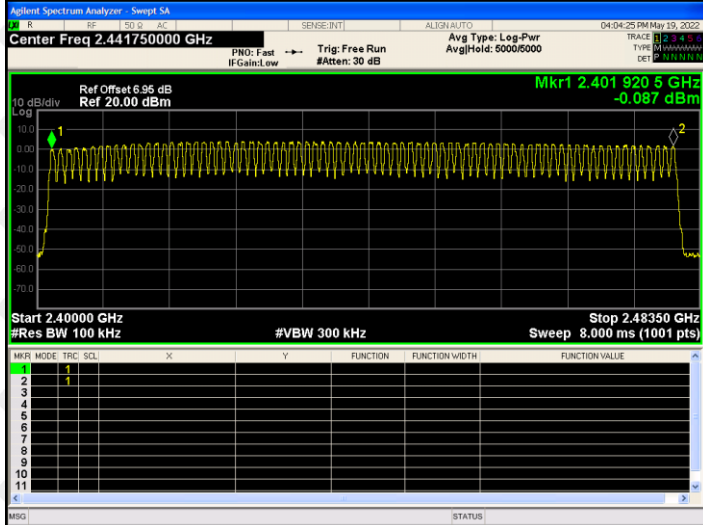 Agilent Spectrum Analyzer - Swept SA
R RF 50 Ω AC SENSE:INT ALIGN AUTO 04:04:25 PM May 19, 2022
Center Freq 2.441750000 GHz
PNO: Fast Trig: Free Run Avg Type: Log-Pwr TRACE 1 2 3 4 5 6
IFGain:Low #Atten: 30 dB Avg|Hold: 5000/5000 TYPE M
DET P N N N N N
Mkr1 2.401 920 5 GHz
-0.087 dBm
Ref Offset 6.95 dB
10 dB/div Ref 20.00 dBm
Log
10.0
0.00
-10.0
-20.0
-30.0
-40.0
-50.0
-60.0
-70.0
1
2
Start 2.40000 GHz Stop 2.48350 GHz
#Res BW 100 kHz #VBW 300 kHz Sweep 8.000 ms (1001 pts)
MKR MODE TRC SCL X Y FUNCTION FUNCTION WIDTH FUNCTION VALUE
1 1
2 1
3
4
5
6
7
8
9
10
11
MSG STATUS